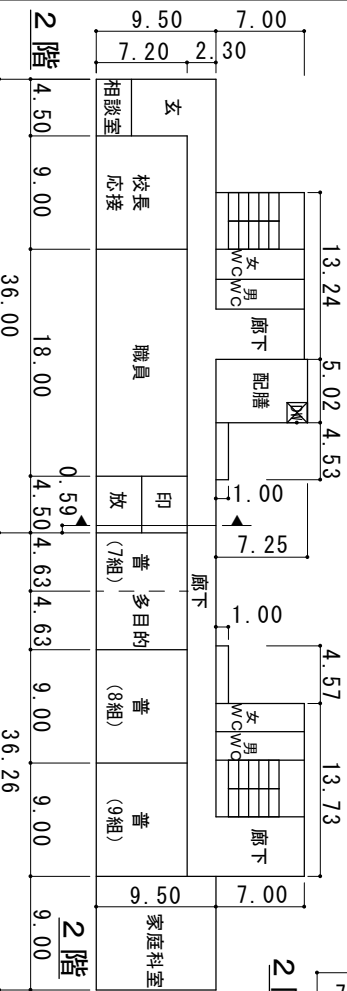 9.50 7.00
7.20 2.30
2階
4.50 9.00 18.00 4.50 4.63 4.63 9.00 9.00 9.00
36.00 36.26
0.59
相談室
玄
校長
応接
職員
放
印
普
(7組)
多目的
普
(8組)
普
(9組)
家庭科室
廊下
女
WC
男
WC
廊下
配膳
DW
13.24 5.02 4.53
1.00
7.25
1.00
4.57 13.73
女
WC
男
WC
廊下
9.50 7.00
2階
2
7